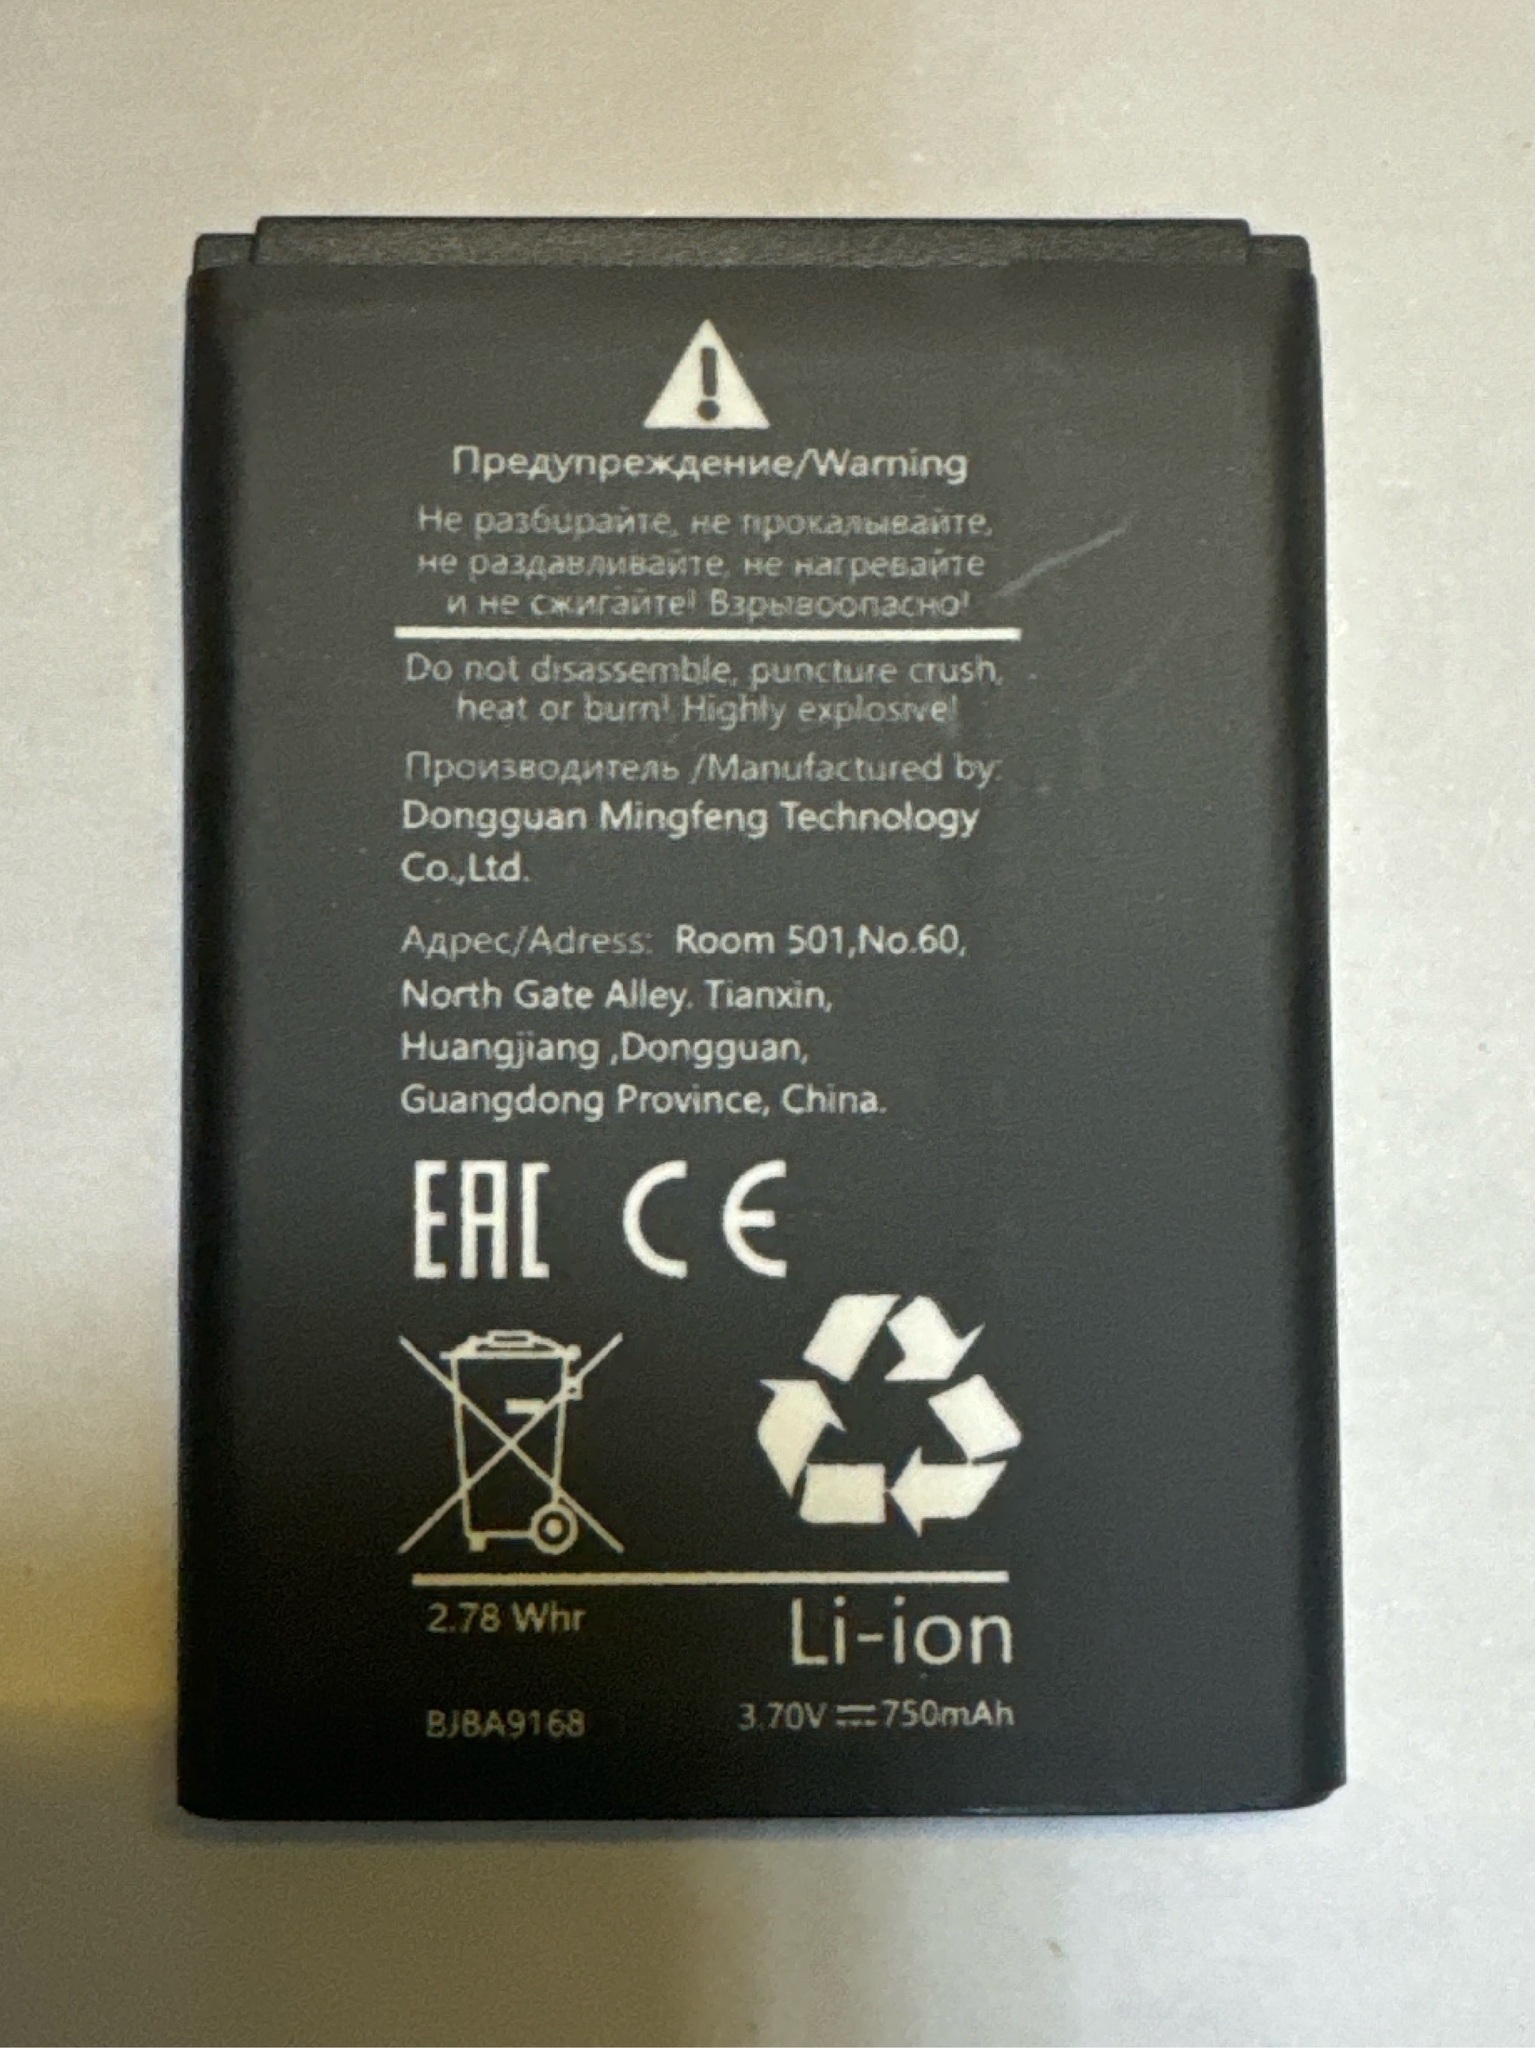 Предупреждение/Warning
Не разбирайте, не прокалывайте,
не раздавливайте, не нагревайте
и не сжигайте! Взрывоопасно!
Do not disassemble, puncture crush,
heat or burn! Highly explosive!
Производитель /Manufactured by:
Dongguan Mingfeng Technology
Co.,Ltd.
Адрес/Adress: Room 501,No.60,
North Gate Alley. Tianxin,
Huangjiang ,Dongguan,
Guangdong Province, China.
EAC CE
2.78 Whr
Li-ion
BJBA9168
3.70V ⎓750mAh